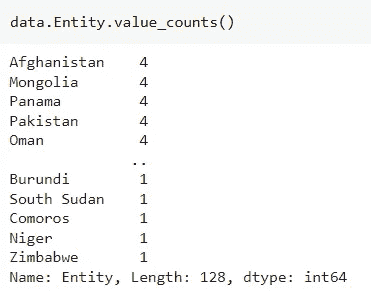 data.Entity.value_counts()
Afghanistan    4
Mongolia       4
Panama         4
Pakistan       4
Oman           4
              ..
Burundi        1
South Sudan    1
Comoros        1
Niger          1
Zimbabwe       1
Name: Entity, Length: 128, dtype: int64